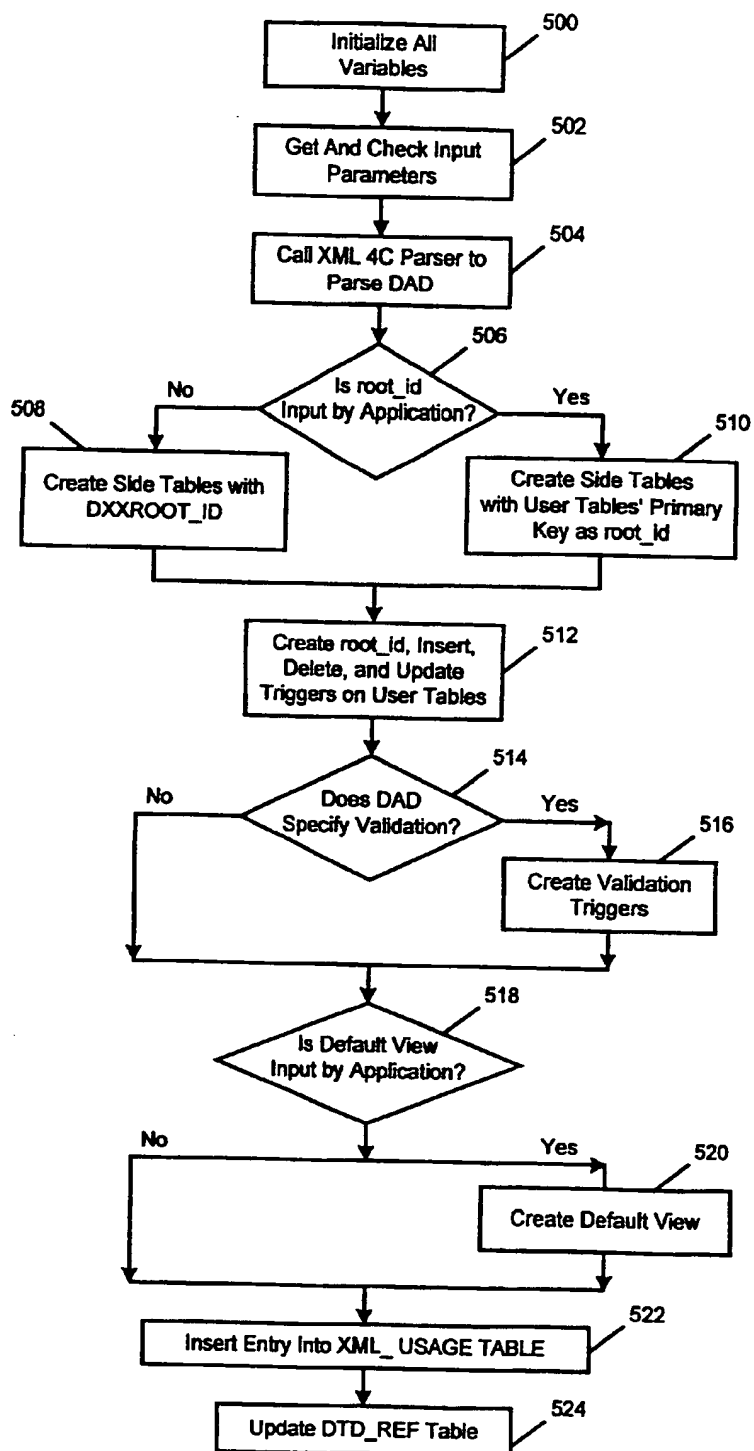 500
Initialize All
Variables
502
Get And Check Input
Parameters
504
Call XML 4C Parser to
Parse DAD
506
Is root_id
Input by Application?
No
Yes
508
Create Side Tables with
DXXROOT_ID
510
Create Side Tables
with User Tables' Primary
Key as root_id
512
Create root_id, Insert,
Delete, and Update
Triggers on User Tables
514
Does DAD
Specify Validation?
No
Yes
516
Create Validation
Triggers
518
Is Default View
Input by Application?
No
Yes
520
Create Default View
522
Insert Entry Into XML_ USAGE TABLE
524
Update DTD_REF Table